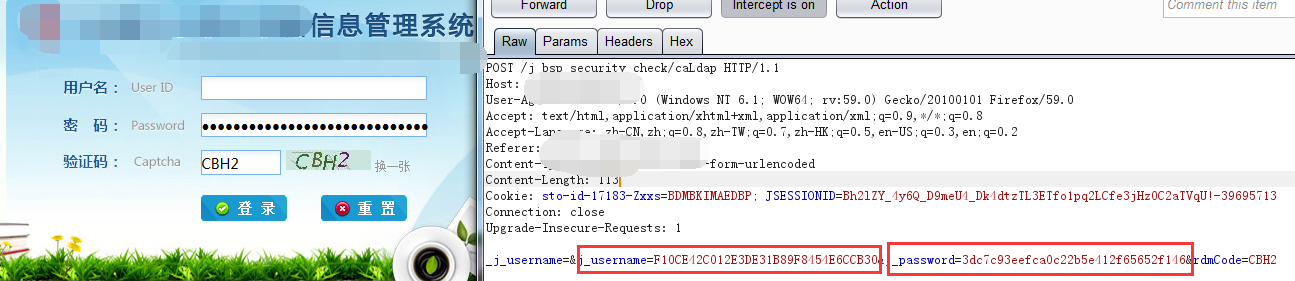 信息管理系统
用户名： User ID
密 码： Password
验证码： Captcha CBH2 CBH2 换一张
登 录 重 置
Forward Drop Intercept is on Action Comment this item
Raw Params Headers Hex
POST /j_bsp_security_check/caLdap HTTP/1.1
Host:
User-Ag .0 (Windows NT 6.1; WOW64; rv:59.0) Gecko/20100101 Firefox/59.0
Accept: text/html,application/xhtml+xml,application/xml;q=0.9,*/*;q=0.8
Accept-Language: zh-CN,zh;q=0.8,zh-TW;q=0.7,zh-HK;q=0.5,en-US;q=0.3,en;q=0.2
Referer:
Content- -form-urlencoded
Content-Length: 113
Cookie: sto-id-17183-Zxxs=BDMBKIMAEDBP; JSESSIONID=Bh2lZY_4y6Q_D9meU4_Dk4dtzTL3ETfo1pq2LCfe3jHz0C2aTVqU!-39695713
Connection: close
Upgrade-Insecure-Requests: 1
_j_username=&j_username=F10CE42C012E3DE31B89F8454E6CCB30& _password=3dc7c93eefca0c22b5e412f65652f146&rdmCode=CBH2